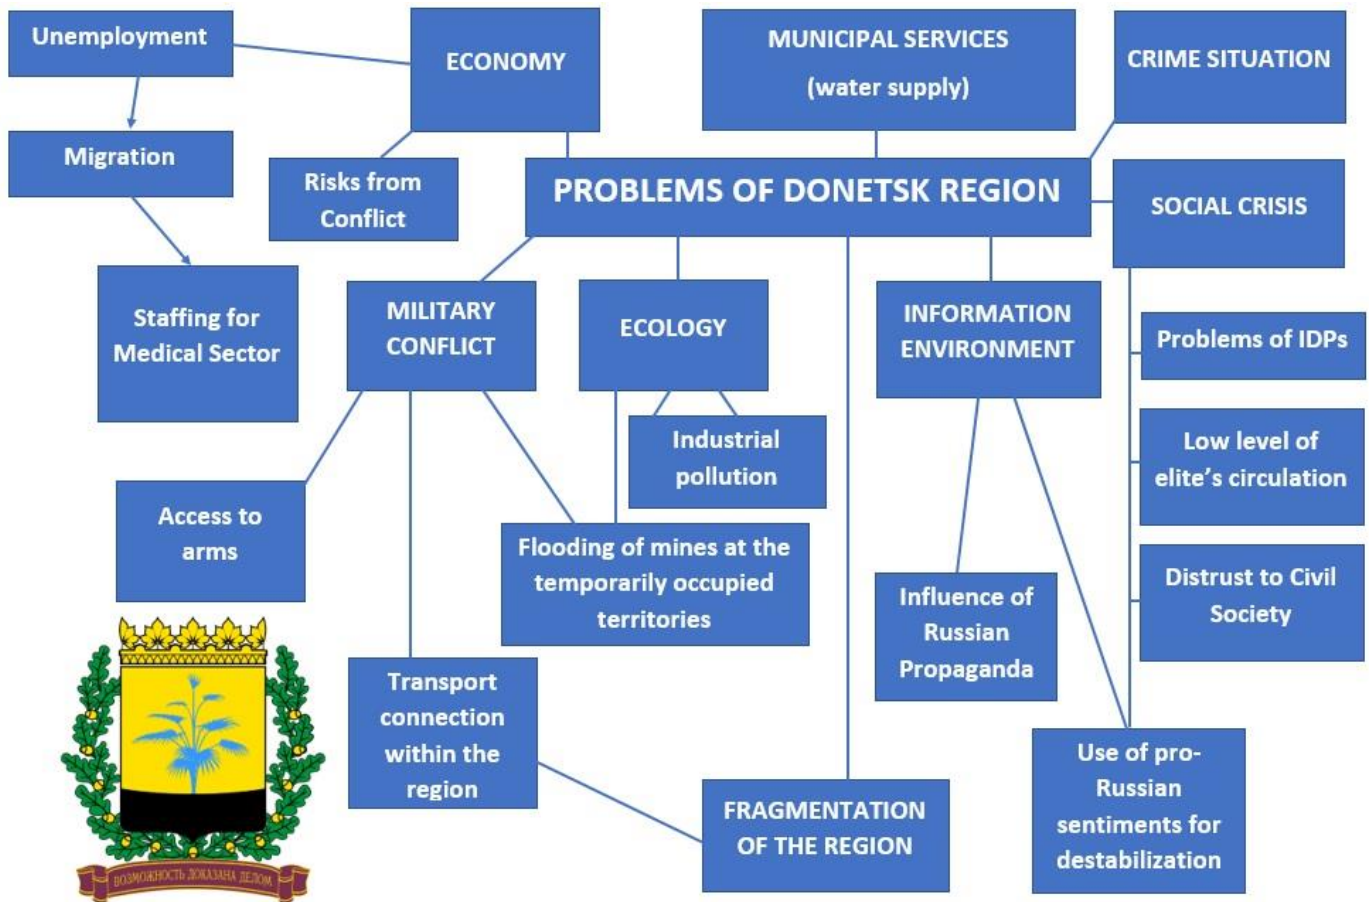 Unemployment
ECONOMY
MUNICIPAL SERVICES
(water supply)
CRIME SITUATION
Migration
Risks from
Conflict
PROBLEMS OF DONETSK REGION
SOCIAL CRISIS
Staffing for
Medical Sector
MILITARY
CONFLICT
ECOLOGY
INFORMATION
ENVIRONMENT
Problems of IDPs
Industrial
pollution
Low level of
elite’s circulation
Access to
arms
Flooding of mines at the
temporarily occupied
territories
Influence of
Russian
Propaganda
Distrust to Civil
Society
Transport
connection
within the
region
FRAGMENTATION
OF THE REGION
Use of pro-
Russian
sentiments for
destabilization
ВОЗМОЖНОСТЬ ДОКАЗАНА ДЕЛОМ